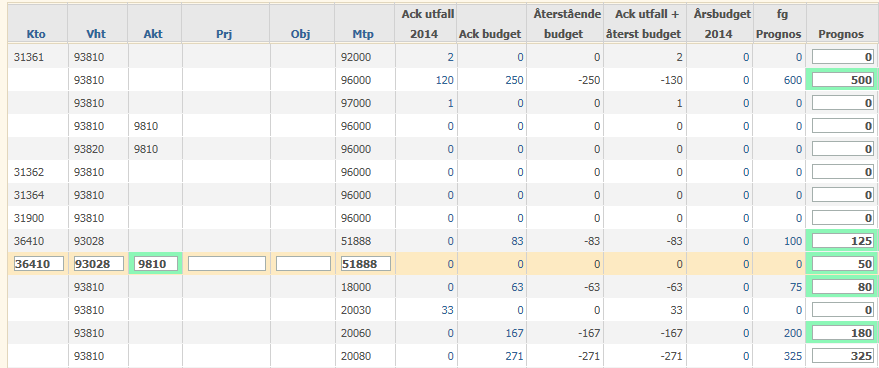 Kto Vht Akt Prj Obj Mtp Ack utfall 2014 Ack budget Återstående budget Ack utfall + återst budget Årsbudget 2014 fg Prognos Prognos
31361 93810 92000 2 0 0 2 0 0 0
93810 96000 120 250 -250 -130 0 600 500
93810 97000 1 0 0 1 0 0 0
93810 9810 96000 0 0 0 0 0 0 0
93820 9810 96000 0 0 0 0 0 0 0
31362 93810 96000 0 0 0 0 0 0 0
31364 93810 96000 0 0 0 0 0 0 0
31900 93810 96000 0 0 0 0 0 0 0
36410 93028 51888 0 83 -83 -83 0 100 125
36410 93028 9810 51888 0 0 0 0 0 0 50
93810 18000 0 63 -63 -63 0 75 80
93810 20030 33 0 0 33 0 0 0
93810 20060 0 167 -167 -167 0 200 180
93810 20080 0 271 -271 -271 0 325 325